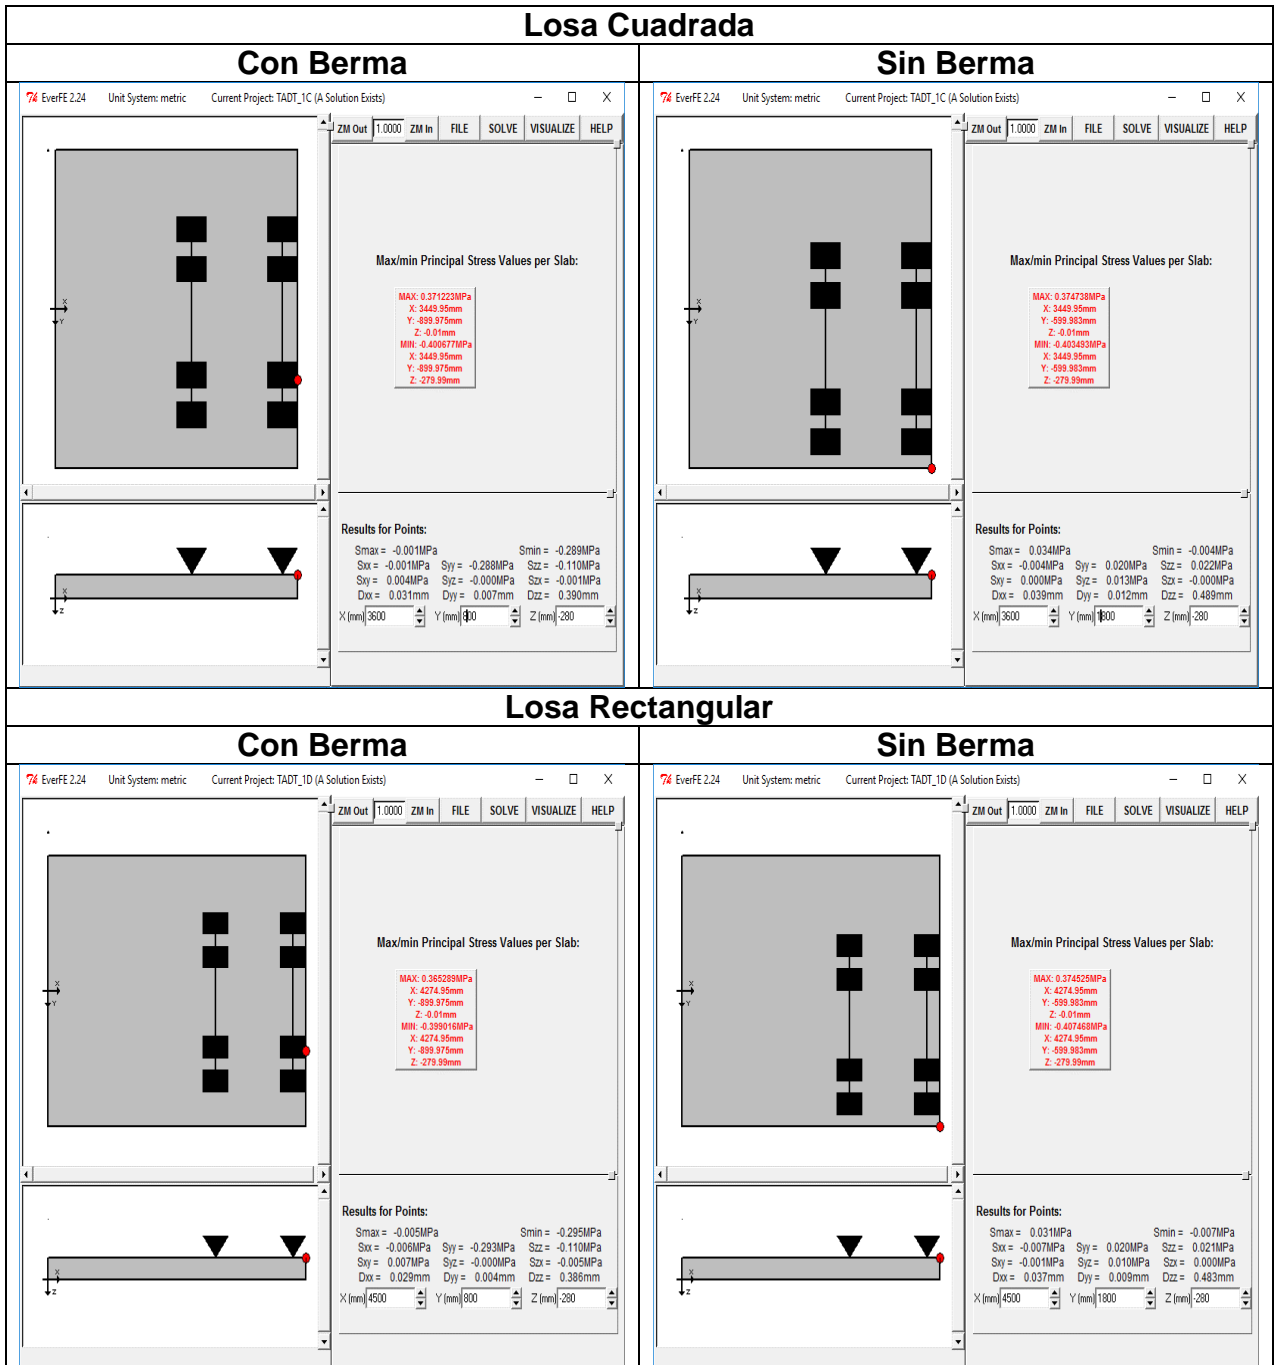 Losa Cuadrada
Con Berma
Sin Berma
EverFE 2.24 Unit System: metric Current Project: TADT_1C (A Solution Exists)
ZM Out 1.0000 ZM In FILE SOLVE VISUALIZE HELP
X
Y
Max/min Principal Stress Values per Slab:
MAX: 0.371223MPa
X: 3449.95mm
Y: -899.975mm
Z: -0.01mm
MIN: -0.400677MPa
X: 3449.95mm
Y: -899.975mm
Z: -279.99mm
X
Z
Results for Points:
Smax = -0.001MPa Smin = -0.289MPa
Sxx = -0.001MPa Syy = -0.288MPa Szz = -0.110MPa
Sxy = 0.004MPa Syz = -0.000MPa Szx = -0.001MPa
Dxx = 0.031mm Dyy = 0.007mm Dzz = 0.390mm
X (mm) 3600 Y (mm) 800 Z (mm) -280
EverFE 2.24 Unit System: metric Current Project: TADT_1C (A Solution Exists)
ZM Out 1.0000 ZM In FILE SOLVE VISUALIZE HELP
X
Y
Max/min Principal Stress Values per Slab:
MAX: 0.374738MPa
X: 3449.95mm
Y: -599.983mm
Z: -0.01mm
MIN: -0.403493MPa
X: 3449.95mm
Y: -599.983mm
Z: -279.99mm
X
Z
Results for Points:
Smax = 0.034MPa Smin = -0.004MPa
Sxx = -0.004MPa Syy = 0.020MPa Szz = 0.022MPa
Sxy = 0.000MPa Syz = 0.013MPa Szx = -0.000MPa
Dxx = 0.039mm Dyy = 0.012mm Dzz = 0.489mm
X (mm) 3600 Y (mm) 1800 Z (mm) -280
Losa Rectangular
Con Berma
Sin Berma
EverFE 2.24 Unit System: metric Current Project: TADT_1D (A Solution Exists)
ZM Out 1.0000 ZM In FILE SOLVE VISUALIZE HELP
X
Y
Max/min Principal Stress Values per Slab:
MAX: 0.365289MPa
X: 4274.95mm
Y: -899.975mm
Z: -0.01mm
MIN: -0.399016MPa
X: 4274.95mm
Y: -899.975mm
Z: -279.99mm
X
Z
Results for Points:
Smax = -0.005MPa Smin = -0.295MPa
Sxx = -0.006MPa Syy = -0.293MPa Szz = -0.110MPa
Sxy = 0.007MPa Syz = -0.000MPa Szx = -0.005MPa
Dxx = 0.029mm Dyy = 0.004mm Dzz = 0.386mm
X (mm) 4500 Y (mm) 800 Z (mm) -280
EverFE 2.24 Unit System: metric Current Project: TADT_1D (A Solution Exists)
ZM Out 1.0000 ZM In FILE SOLVE VISUALIZE HELP
X
Y
Max/min Principal Stress Values per Slab:
MAX: 0.374525MPa
X: 4274.95mm
Y: -599.983mm
Z: -0.01mm
MIN: -0.407468MPa
X: 4274.95mm
Y: -599.983mm
Z: -279.99mm
X
Z
Results for Points:
Smax = 0.031MPa Smin = -0.007MPa
Sxx = -0.007MPa Syy = 0.020MPa Szz = 0.021MPa
Sxy = -0.001MPa Syz = 0.010MPa Szx = 0.000MPa
Dxx = 0.037mm Dyy = 0.009mm Dzz = 0.483mm
X (mm) 4500 Y (mm) 1800 Z (mm) -280